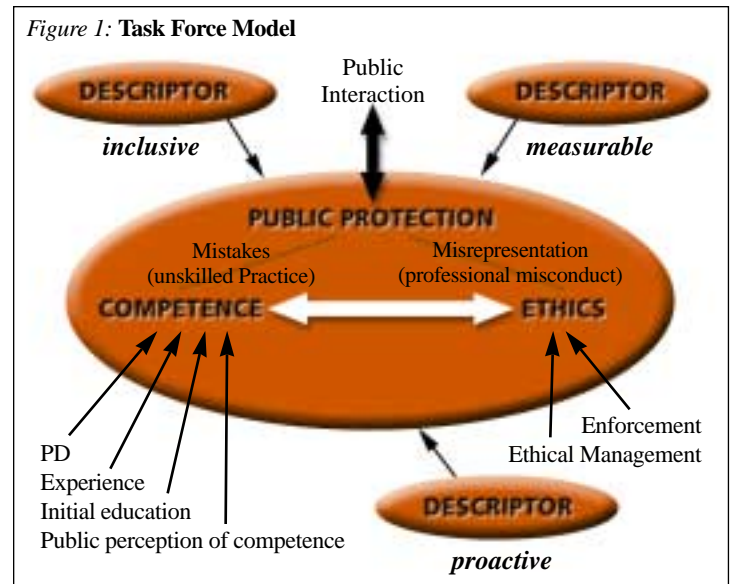 Figure 1: Task Force Model
Public
Interaction
DESCRIPTOR
inclusive
DESCRIPTOR
measurable
PUBLIC PROTECTION
Mistakes
(unskilled Practice)
Misrepresentation
(professional misconduct)
COMPETENCE
ETHICS
PD
Experience
Initial education
Public perception of competence
Enforcement
Ethical Management
DESCRIPTOR
proactive